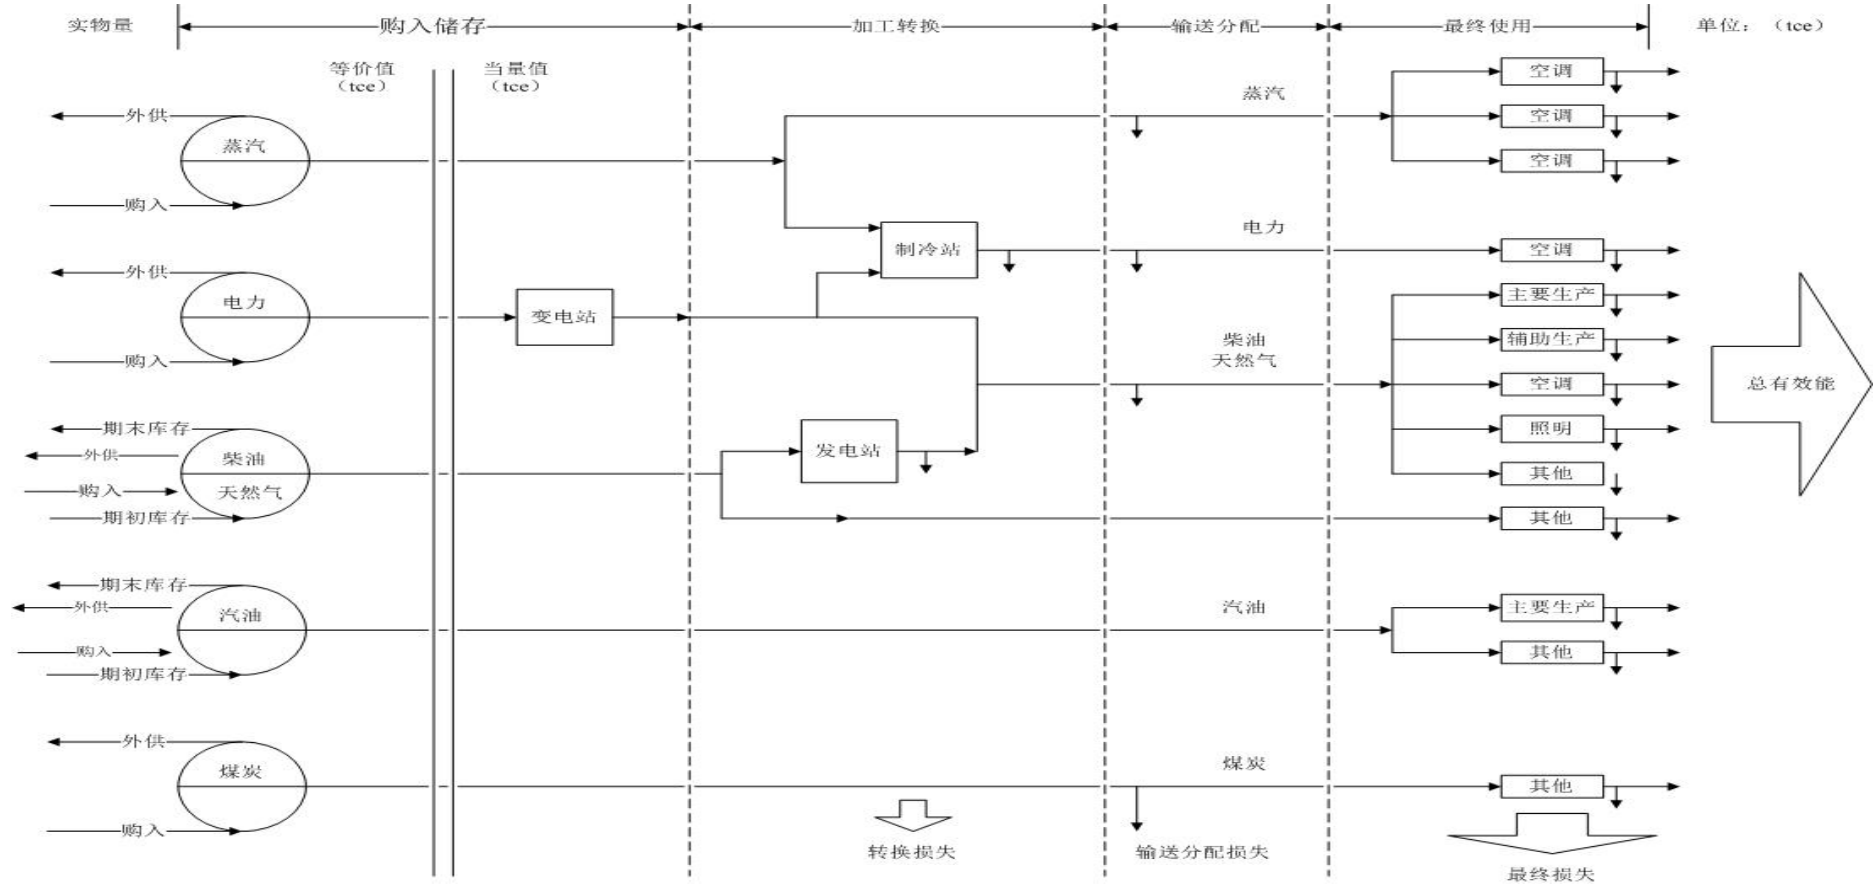 实物量
购入储存
加工转换
输送分配
最终使用
单位：（tce）
等价值
（tce）
当量值
（tce）
外供
蒸汽
购入
外供
电力
购入
变电站
期末库存
外供
柴油
天然气
购入
期初库存
期末库存
外供
汽油
购入
期初库存
外供
煤炭
购入
制冷站
发电站
蒸汽
电力
柴油
天然气
汽油
煤炭
空调
空调
空调
空调
主要生产
辅助生产
空调
照明
其他
其他
主要生产
其他
其他
总有效能
转换损失
输送分配损失
最终损失